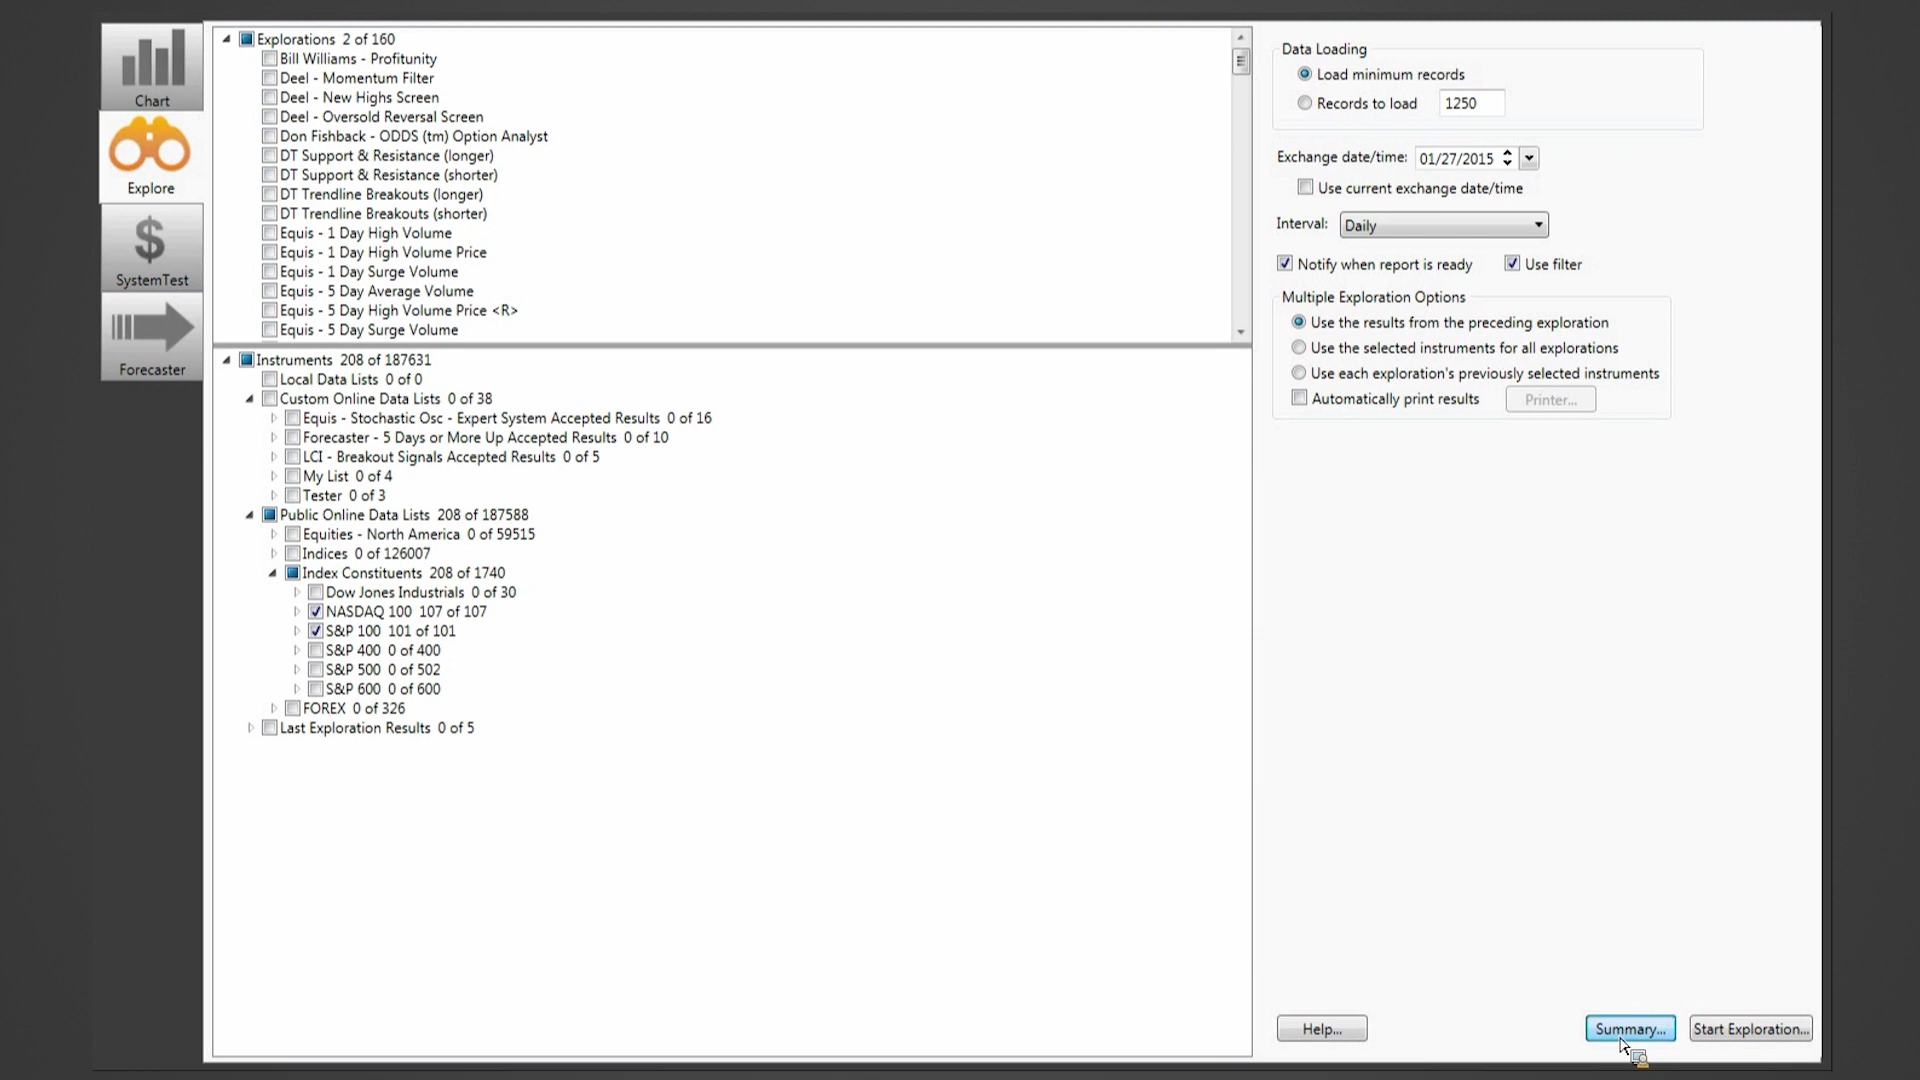 Chart
Explore
SystemTest
Forecaster
Explorations 2 of 160
Bill Williams - Profitunity
Deel - Momentum Filter
Deel - New Highs Screen
Deel - Oversold Reversal Screen
Don Fishback - ODDS (tm) Option Analyst
DT Support & Resistance (longer)
DT Support & Resistance (shorter)
DT Trendline Breakouts (longer)
DT Trendline Breakouts (shorter)
Equis - 1 Day High Volume
Equis - 1 Day High Volume Price
Equis - 1 Day Surge Volume
Equis - 5 Day Average Volume
Equis - 5 Day High Volume Price <R>
Equis - 5 Day Surge Volume
Instruments 208 of 187631
Local Data Lists 0 of 0
Custom Online Data Lists 0 of 38
Equis - Stochastic Osc - Expert System Accepted Results 0 of 16
Forecaster - 5 Days or More Up Accepted Results 0 of 10
LCI - Breakout Signals Accepted Results 0 of 5
My List 0 of 4
Tester 0 of 3
Public Online Data Lists 208 of 187588
Equities - North America 0 of 59515
Indices 0 of 126007
Index Constituents 208 of 1740
Dow Jones Industrials 0 of 30
NASDAQ 100 107 of 107
S&P 100 101 of 101
S&P 400 0 of 400
S&P 500 0 of 502
S&P 600 0 of 600
FOREX 0 of 326
Last Exploration Results 0 of 5
Data Loading
Load minimum records
Records to load 1250
Exchange date/time: 01/27/2015
Use current exchange date/time
Interval: Daily
Notify when report is ready Use filter
Multiple Exploration Options
Use the results from the preceding exploration
Use the selected instruments for all explorations
Use each exploration's previously selected instruments
Automatically print results Printer...
Help... Summary... Start Exploration...